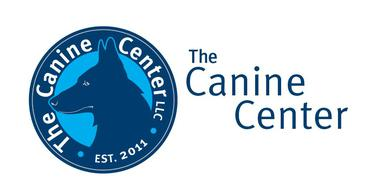 The Canine Center LLC
• EST. 2011 •
The
Canine
Center